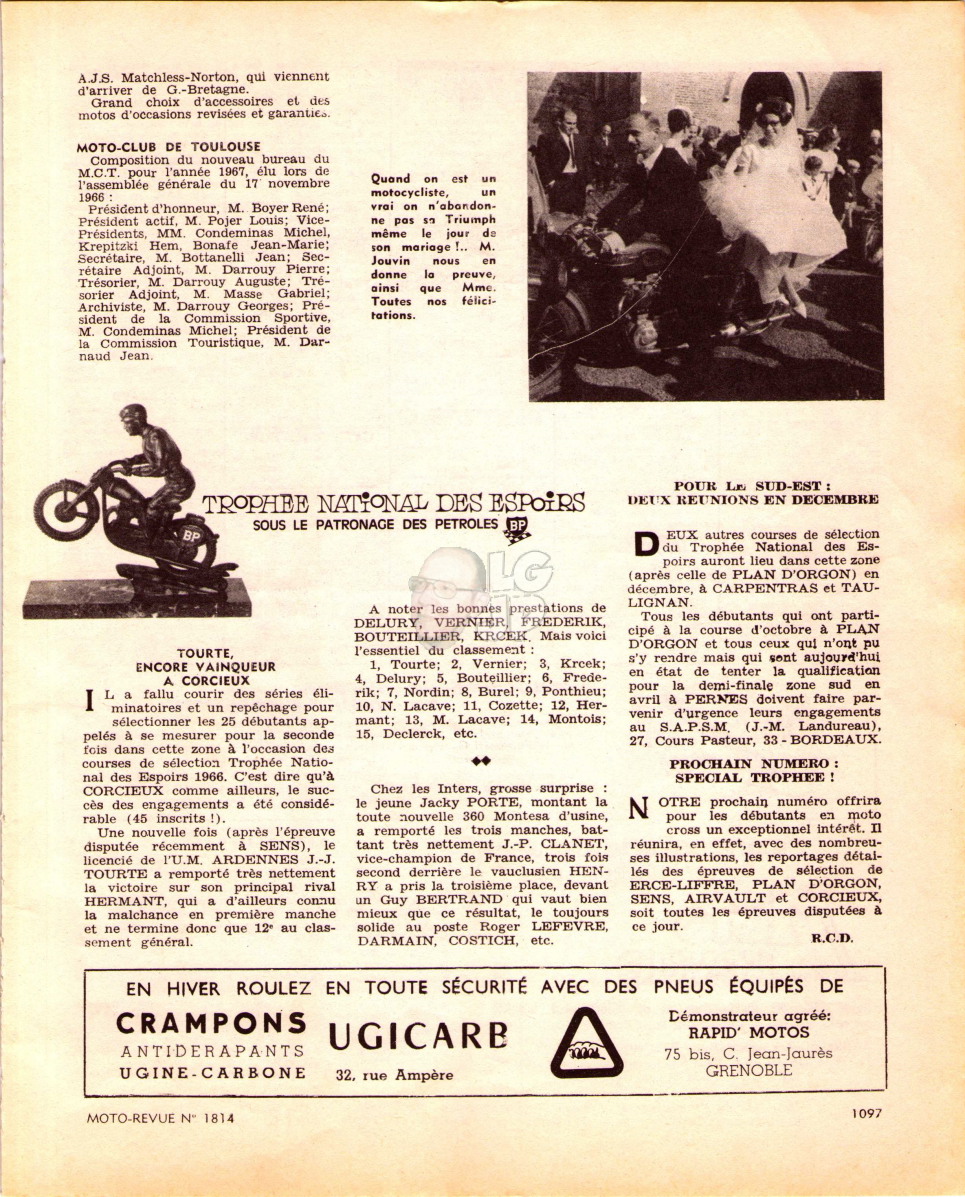 A.J.S. Matchless-Norton, qui viennent
d'arriver de G.-Bretagne.
Grand choix d'accessoires et des
motos d'occasions revisées et garanties.
MOTO-CLUB DE TOULOUSE
Composition du nouveau bureau du
M.C.T. pour l'année 1967, élu lors de
l'assemblée générale du 17 novembre
1966 :
Président d'honneur, M. Boyer René;
Président actif, M. Pojer Louis; Vice-
Présidents, MM. Condeminas Michel,
Krepitzki Hem, Bonafe Jean-Marie;
Secrétaire, M. Bottanelli Jean; Sec-
rétaire Adjoint, M. Darrouy Pierre;
Trésorier, M. Darrouy Auguste; Tré-
sorier Adjoint, M. Masse Gabriel;
Archiviste, M. Darrouy Georges; Pré-
sident de la Commission Sportive,
M. Condeminas Michel; Président de
la Commission Touristique, M. Dar-
naud Jean.
Quand on est un
motocycliste, un
vrai on n'abandon-
ne pas sa Triumph
même le jour de
son mariage !.. M.
Jouvin nous en
donne la preuve,
ainsi que Mme.
Toutes nos félici-
tations.
BP
TROPHEE NATIONAL DES ESPOIRS
SOUS LE PATRONAGE DES PETROLES BP
LG
TOURTE,
ENCORE VAINQUEUR
A CORCIEUX
IL a fallu courir des séries éli-
minatoires et un repêchage pour
sélectionner les 25 débutants ap-
pelés à se mesurer pour la seconde
fois dans cette zone à l'occasion des
courses de sélection Trophée Natio-
nal des Espoirs 1966. C'est dire qu'à
CORCIEUX comme ailleurs, le suc-
cès des engagements a été considé-
rable (45 inscrits !).
Une nouvelle fois (après l'épreuve
disputée récemment à SENS), le
licencié de l'U.M. ARDENNES J.-J.
TOURTE a remporté très nettement
la victoire sur son principal rival
HERMANT, qui a d'ailleurs connu
la malchance en première manche
et ne termine donc que 12e au clas-
sement général.
A noter les bonnes prestations de
DELURY, VERNIER, FREDERIK,
BOUTEILLIER, KRCEK. Mais voici
l'essentiel du classement :
1, Tourte; 2, Vernier; 3, Krcek;
4, Delury; 5, Bouteillier; 6, Frede-
rik; 7, Nordin; 8, Burel; 9, Ponthieu;
10, N. Lacave; 11, Cozette; 12, Her-
mant; 13, M. Lacave; 14, Montois;
15, Declerck, etc.
Chez les Inters, grosse surprise :
le jeune Jacky PORTE, montant la
toute nouvelle 360 Montesa d'usine,
a remporté les trois manches, bat-
tant très nettement J.-P. CLANET,
vice-champion de France, trois fois
second derrière le vauclusien HEN-
RY a pris la troisième place, devant
un Guy BERTRAND qui vaut bien
mieux que ce résultat, le toujours
solide au poste Roger LEFEVRE,
DARMAIN, COSTICH, etc.
POUR LE SUD-EST :
DEUX REUNIONS EN DECEMBRE
DEUX autres courses de sélection
du Trophée National des Es-
poirs auront lieu dans cette zone
(après celle de PLAN D'ORGON) en
décembre, à CARPENTRAS et TAU-
LIGNAN.
Tous les débutants qui ont parti-
cipé à la course d'octobre à PLAN
D'ORGON et tous ceux qui n'ont pu
s'y rendre mais qui sont aujourd'hui
en état de tenter la qualification
pour la demi-finale zone sud en
avril à PERNES doivent faire par-
venir d'urgence leurs engagements
au S.A.P.S.M. (J.-M. Landureau),
27, Cours Pasteur, 33 - BORDEAUX.
PROCHAIN NUMERO :
SPECIAL TROPHEE !
NOTRE prochain numéro offrira
pour les débutants en moto
cross un exceptionnel intérêt. Il
réunira, en effet, avec des nombreu-
ses illustrations, les reportages détail-
lés des épreuves de sélection de
ERCE-LIFFRE, PLAN D'ORGON,
SENS, AIRVAULT et CORCIEUX,
soit toutes les épreuves disputées à
ce jour.
R.C.D.
EN HIVER ROULEZ EN TOUTE SÉCURITÉ AVEC DES PNEUS ÉQUIPÉS DE
CRAMPONS
ANTIDERAPANTS
UGINE-CARBONE
UGICARB
32, rue Ampère
Démonstrateur agréé:
RAPID' MOTOS
75 bis, C. Jean-Jaurès
GRENOBLE
MOTO-REVUE N° 1814
1097